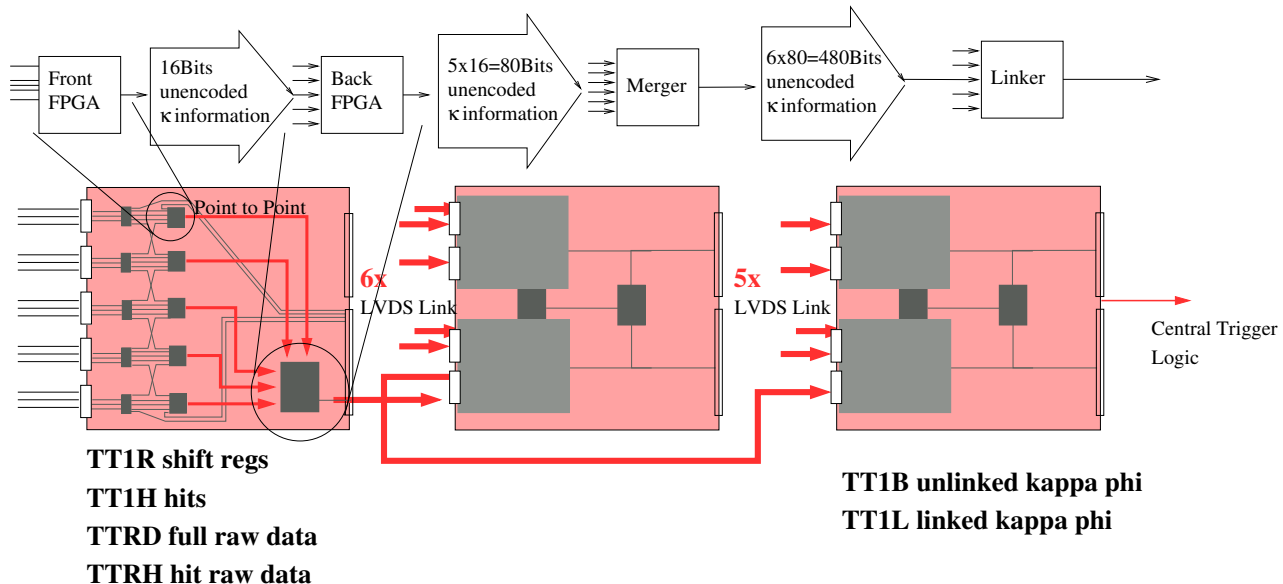 Front
FPGA
16Bits
unencoded
κ information
Back
FPGA
5x16=80Bits
unencoded
κ information
Merger
6x80=480Bits
unencoded
κ information
Linker
Point to Point
6x
LVDS Link
5x
LVDS Link
Central Trigger
Logic
TT1R shift regs
TT1H hits
TTRD full raw data
TTRH hit raw data
TT1B unlinked kappa phi
TT1L linked kappa phi